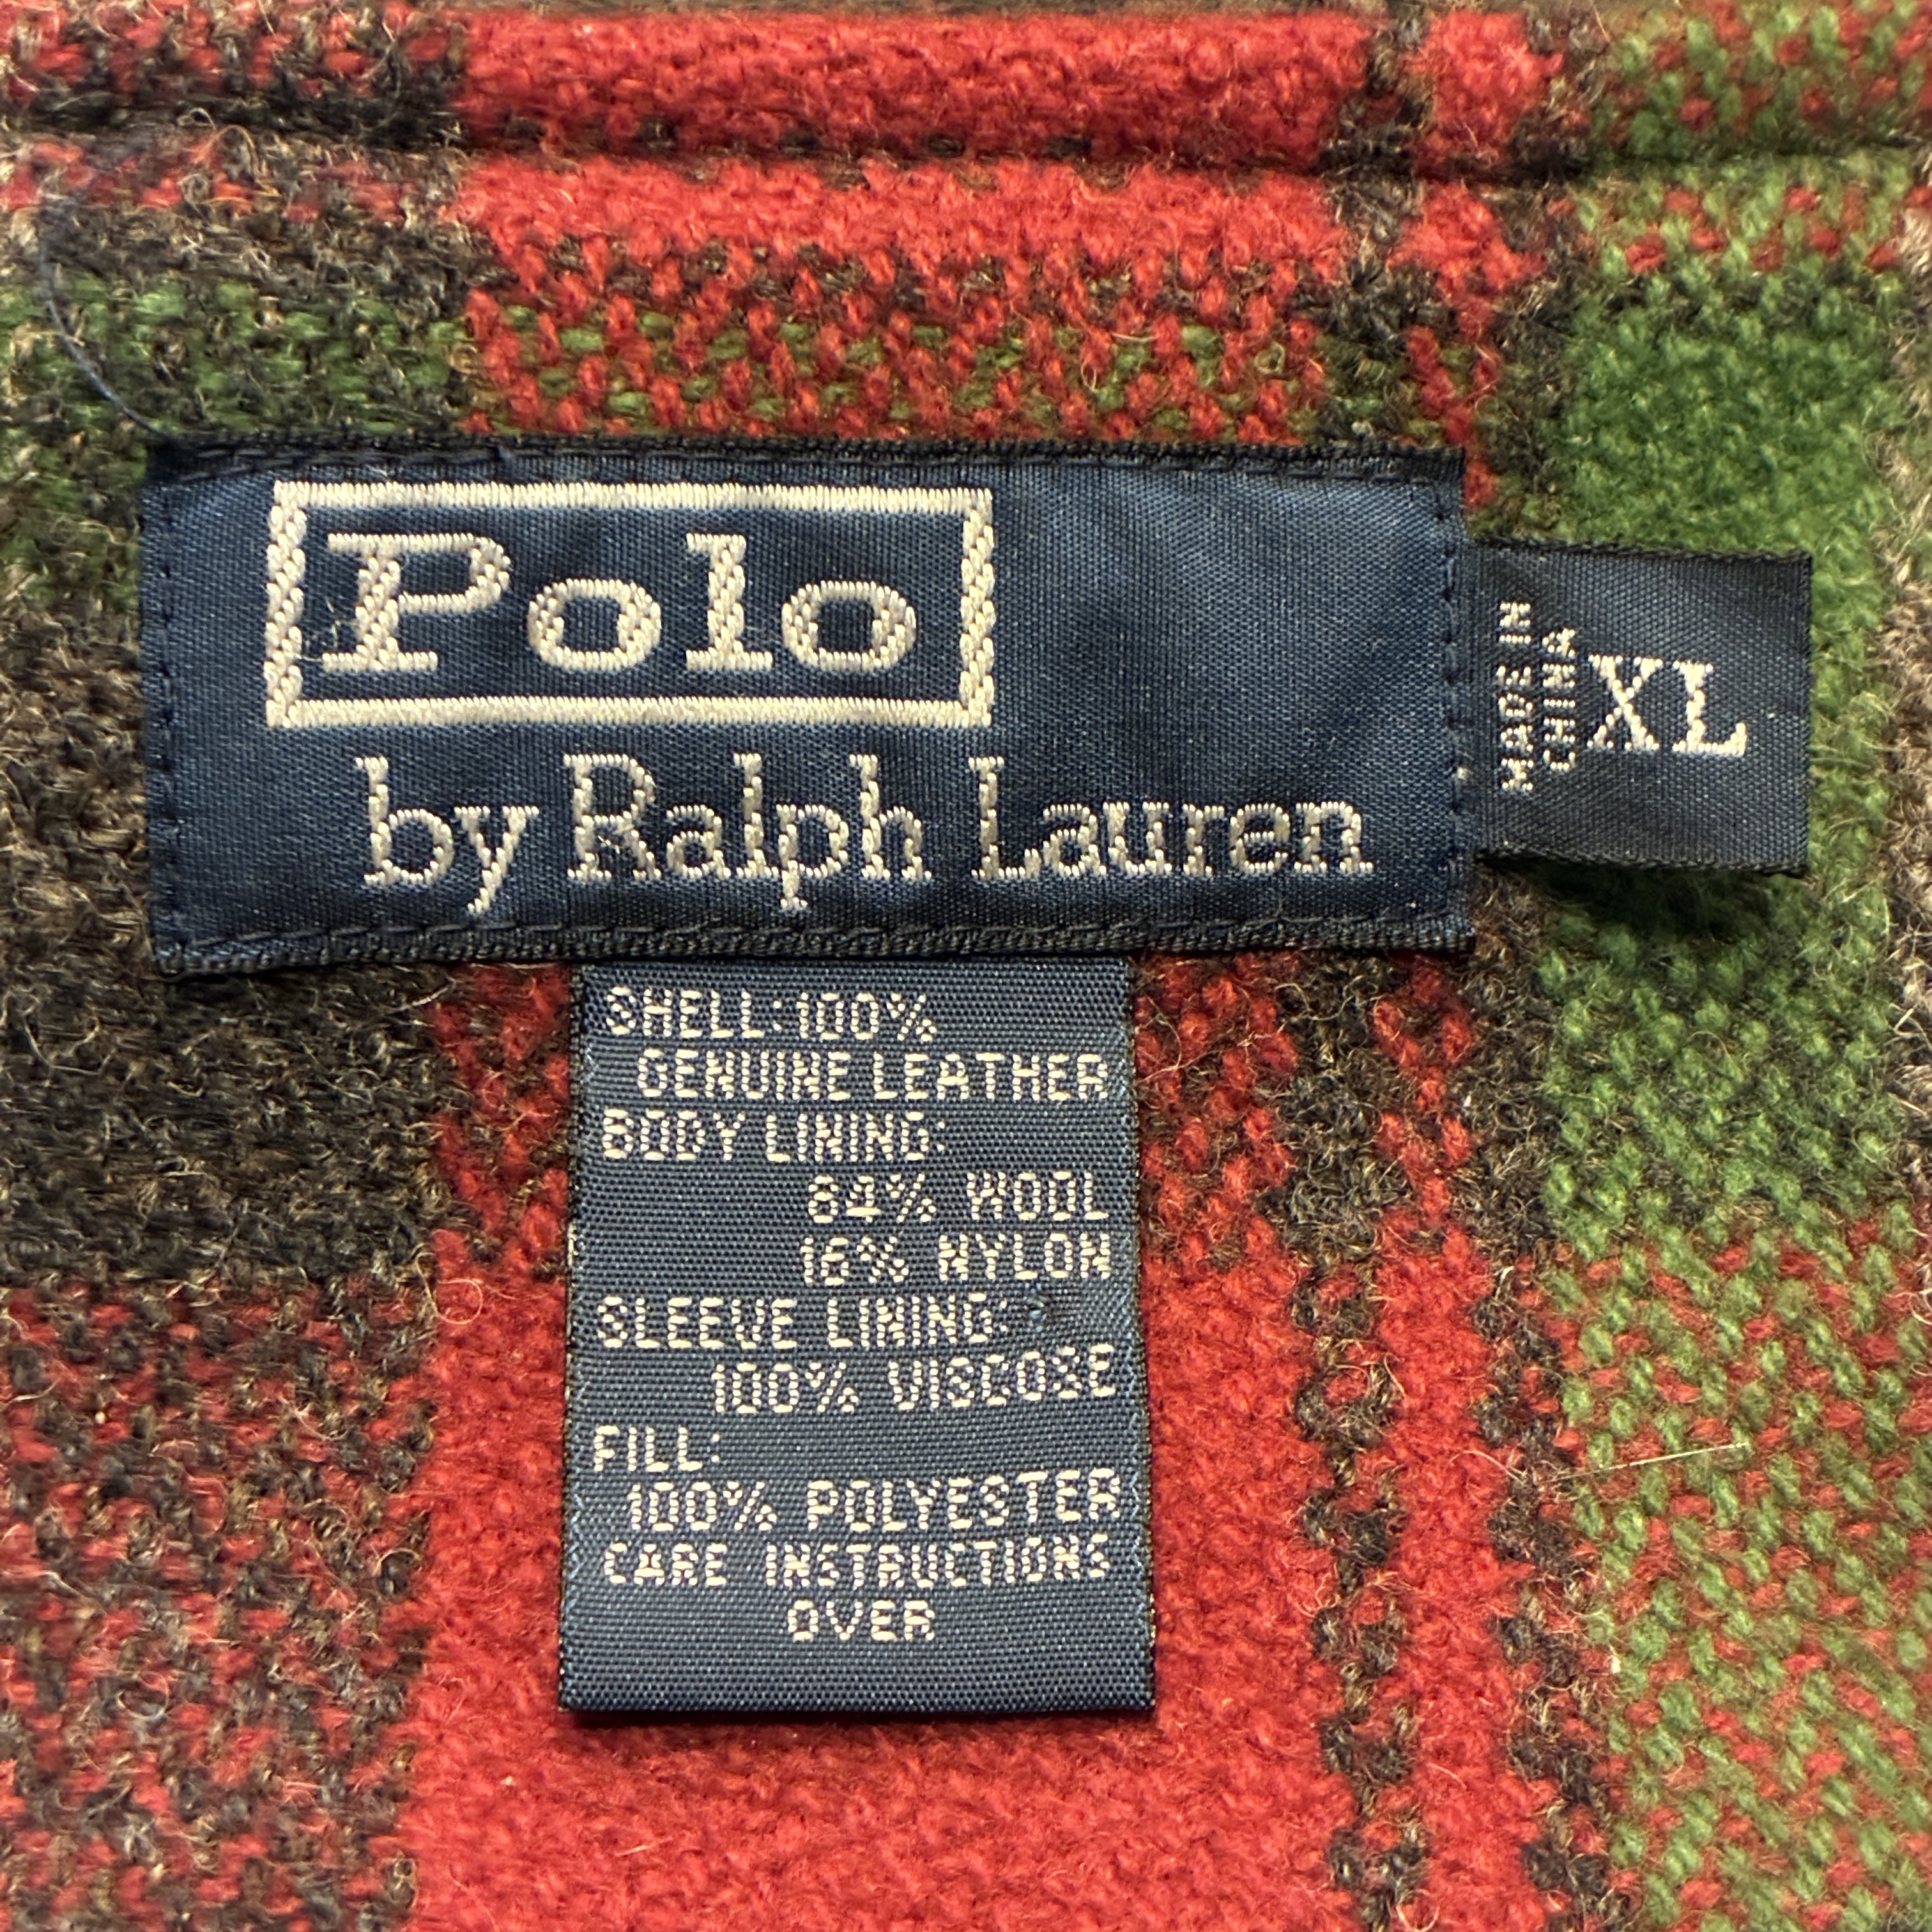 Polo
by Ralph Lauren
MADE IN
CHINA
XL
SHELL:100%
GENUINE LEATHER
BODY LINING:
84% WOOL
16% NYLON
SLEEVE LINING:
100% VISCOSE
FILL:
100% POLYESTER
CARE INSTRUCTIONS
OVER